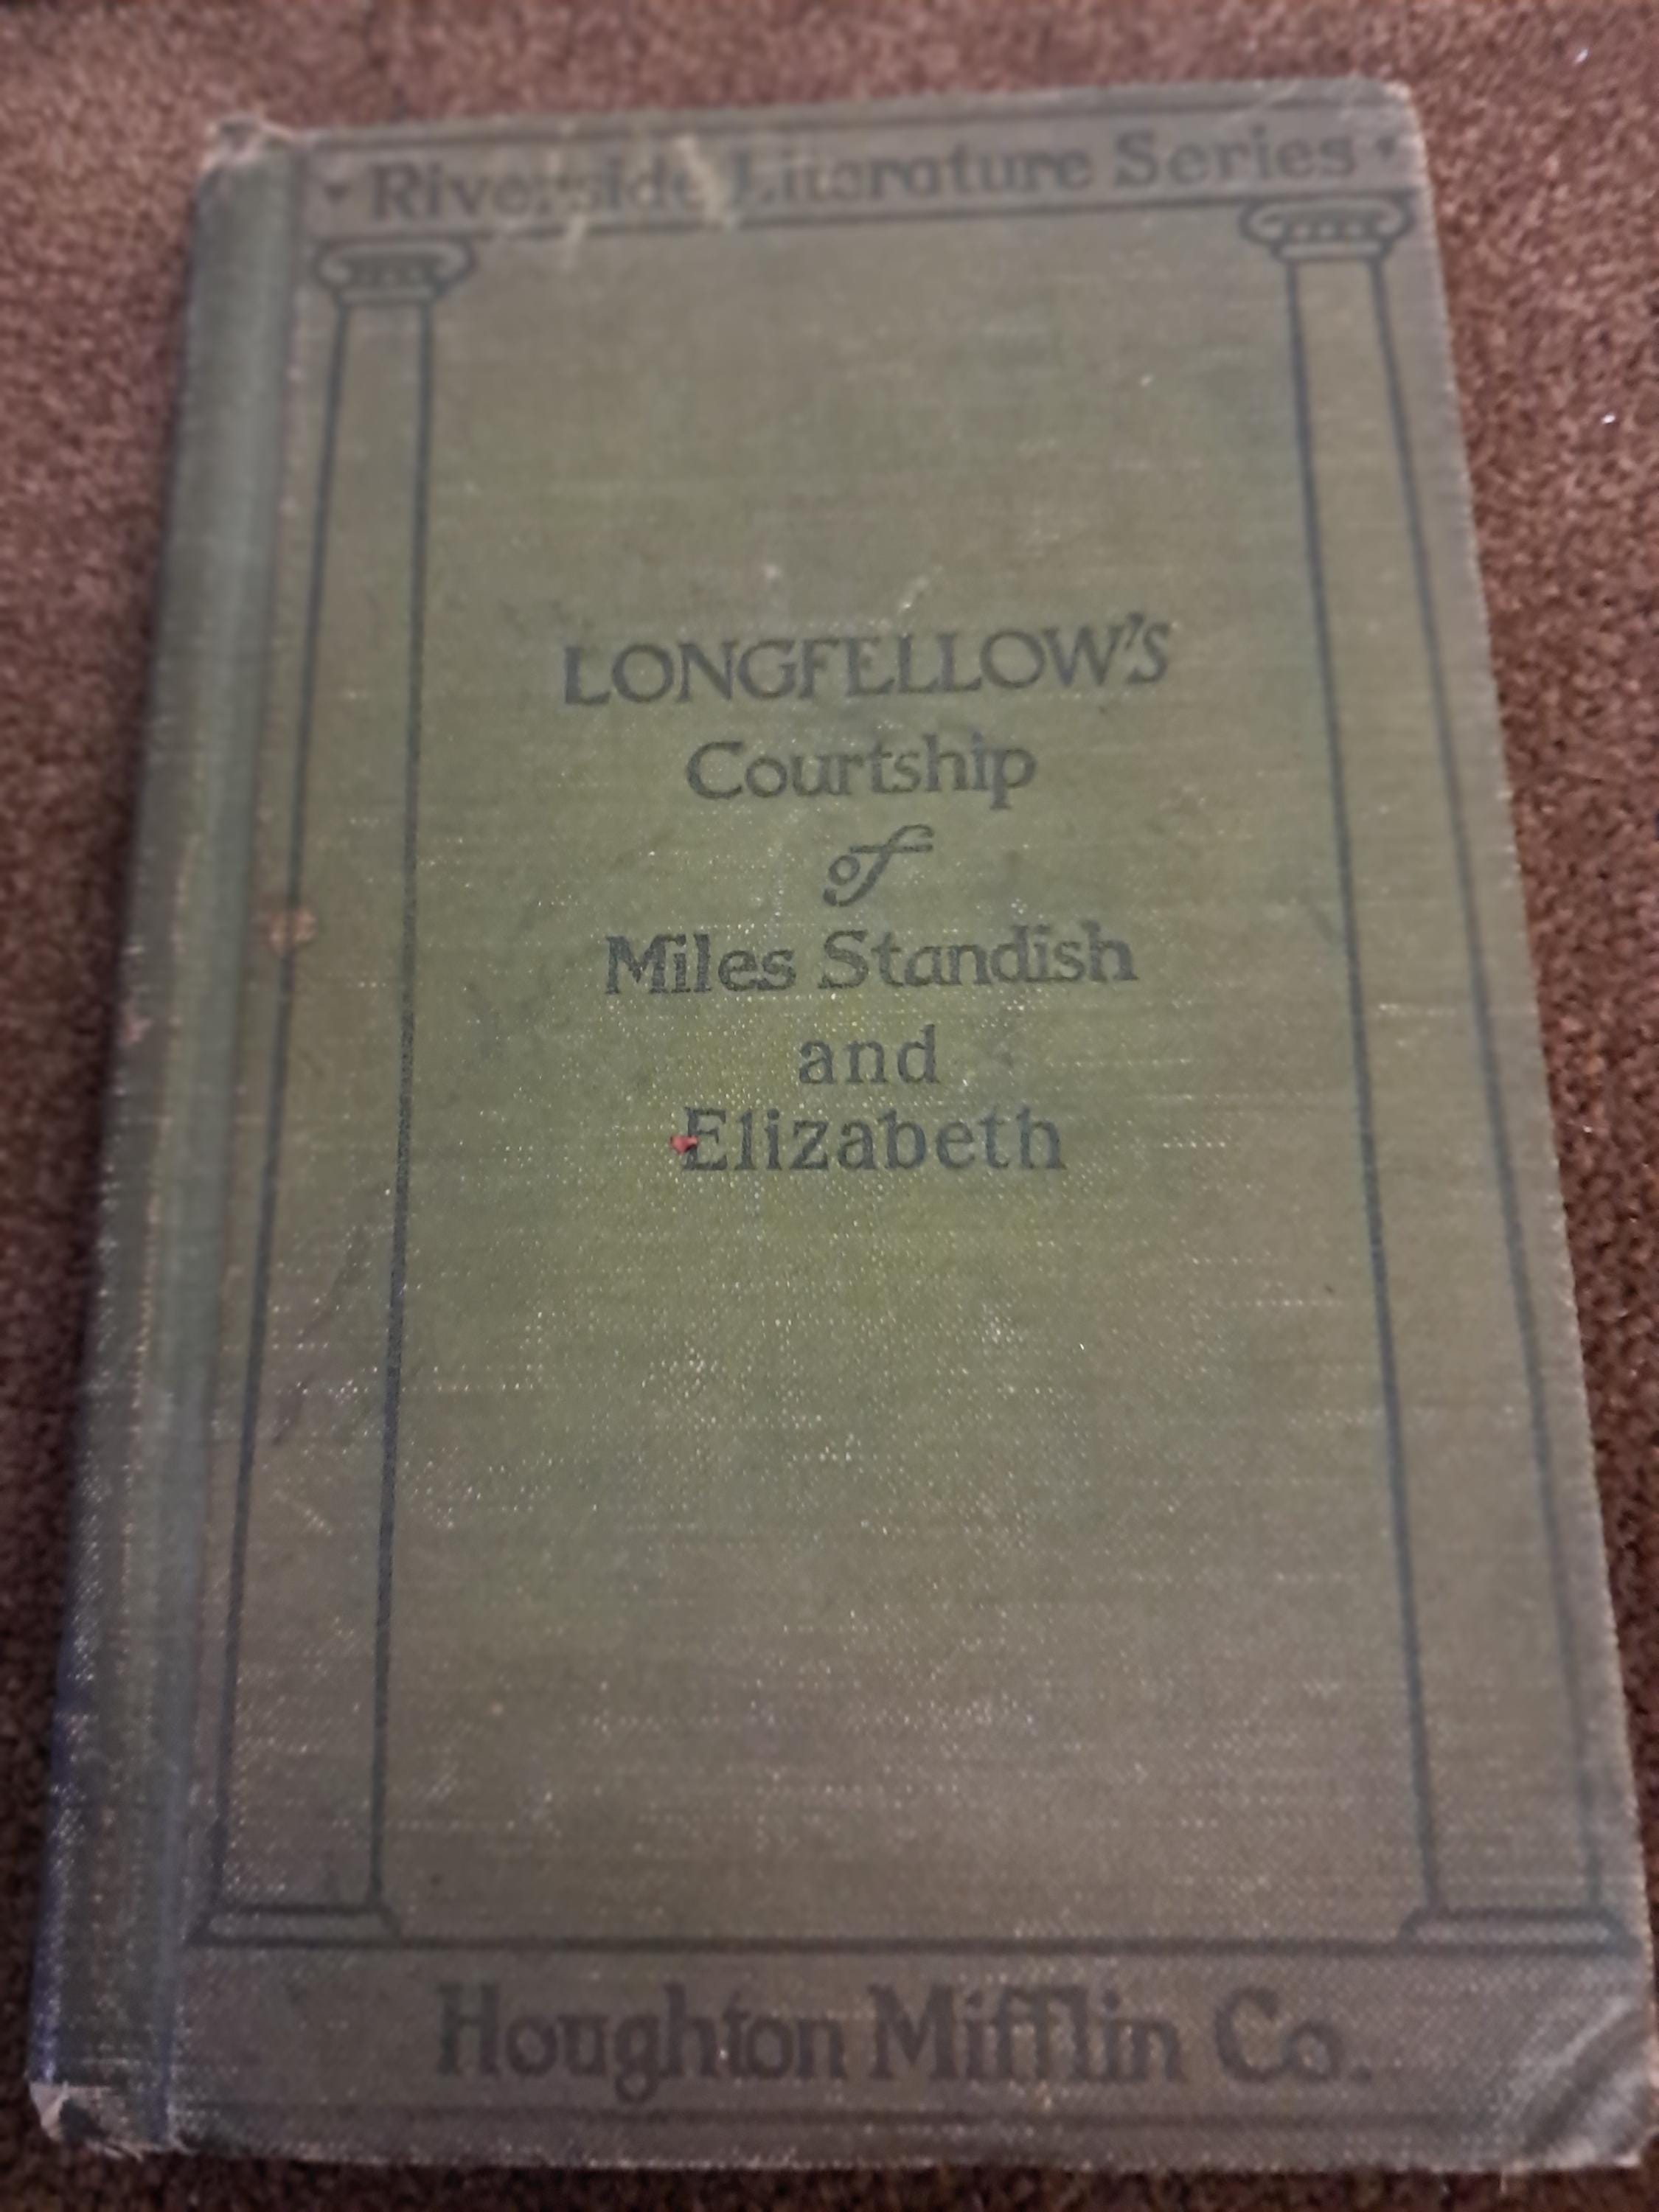 Riverside Literature Series
LONGFELLOW'S
Courtship
of
Miles Standish
and
Elizabeth
Houghton Mifflin Co.